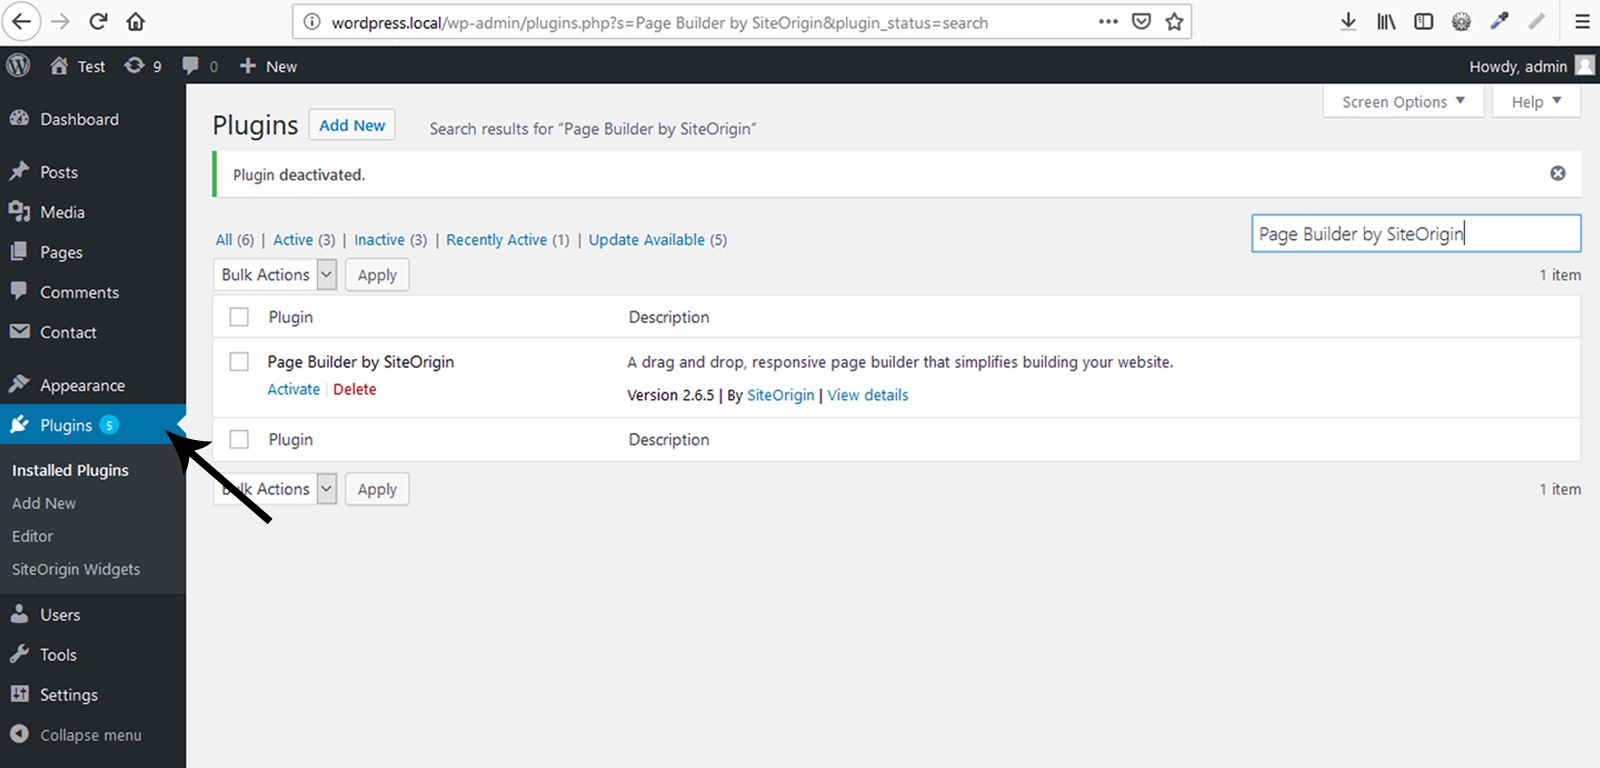 wordpress.local/wp-admin/plugins.php?s=Page Builder by SiteOrigin&plugin_status=search
Test 9 0 New Howdy, admin
Screen Options Help
Plugins Add New Search results for “Page Builder by SiteOrigin”
Plugin deactivated.
All (6) | Active (3) | Inactive (3) | Recently Active (1) | Update Available (5)
Page Builder by SiteOrigin
Bulk Actions Apply 1 item
Plugin Description
Page Builder by SiteOrigin A drag and drop, responsive page builder that simplifies building your website.
Activate | Delete Version 2.6.5 | By SiteOrigin | View details
Plugin Description
Bulk Actions Apply 1 item
Dashboard
Posts
Media
Pages
Comments
Contact
Appearance
Plugins 5
Installed Plugins
Add New
Editor
SiteOrigin Widgets
Users
Tools
Settings
Collapse menu